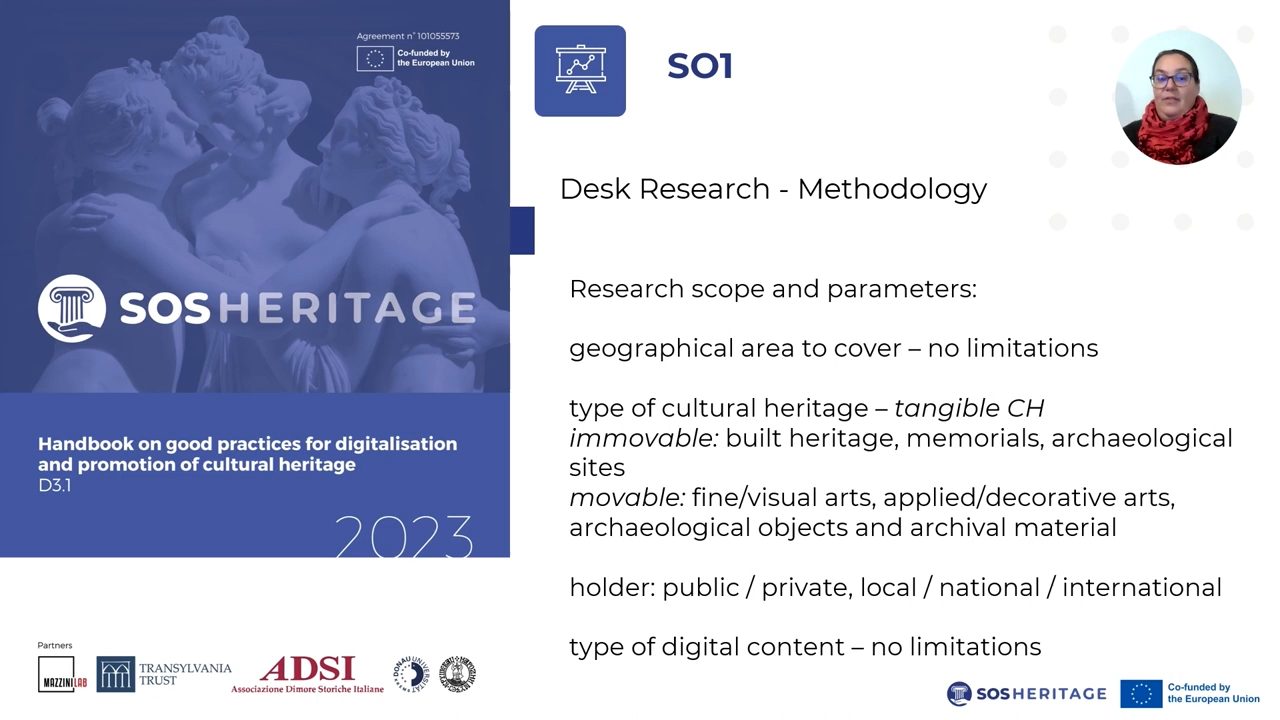 Agreement n° 101055573
Co-funded by
the European Union
SOSHERITAGE
Handbook on good practices for digitalisation
and promotion of cultural heritage
D3.1
2023
Partners
MAZZINILAB
TRANSYLVANIA
TRUST
ADSI
Associazione Dimore Storiche Italiane
SO1
Desk Research - Methodology
Research scope and parameters:
geographical area to cover – no limitations
type of cultural heritage – tangible CH
immovable: built heritage, memorials, archaeological
sites
movable: fine/visual arts, applied/decorative arts,
archaeological objects and archival material
holder: public / private, local / national / international
type of digital content – no limitations
SOSHERITAGE
Co-funded by
the European Union